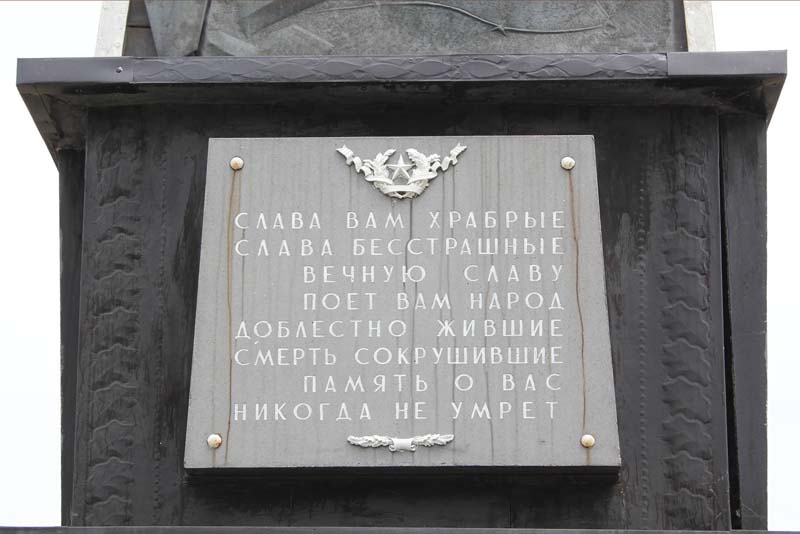 СЛАВА ВАМ ХРАБРЫЕ
СЛАВА БЕССТРАШНЫЕ
ВЕЧНУЮ СЛАВУ
ПОЕТ ВАМ НАРОД
ДОБЛЕСТНО ЖИВШИЕ
СМЕРТЬ СОКРУШИВШИЕ
ПАМЯТЬ О ВАС
НИКОГДА НЕ УМРЕТ